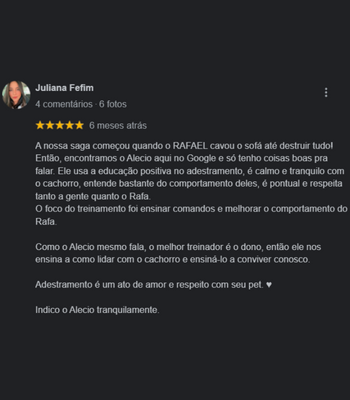 Juliana Fefim
4 comentários · 6 fotos
★★★★★ 6 meses atrás
A nossa saga começou quando o RAFAEL cavou o sofá até destruir tudo!
Então, encontramos o Alecio aqui no Google e só tenho coisas boas pra
falar. Ele usa a educação positiva no adestramento, é calmo e tranquilo com
o cachorro, entende bastante do comportamento deles, é pontual e respeita
tanto a gente quanto o Rafa.
O foco do treinamento foi ensinar comandos e melhorar o comportamento do
Rafa.
Como o Alecio mesmo fala, o melhor treinador é o dono, então ele nos
ensina a como lidar com o cachorro e ensiná-lo a conviver conosco.
Adestramento é um ato de amor e respeito com seu pet. ♥
Indico o Alecio tranquilamente.